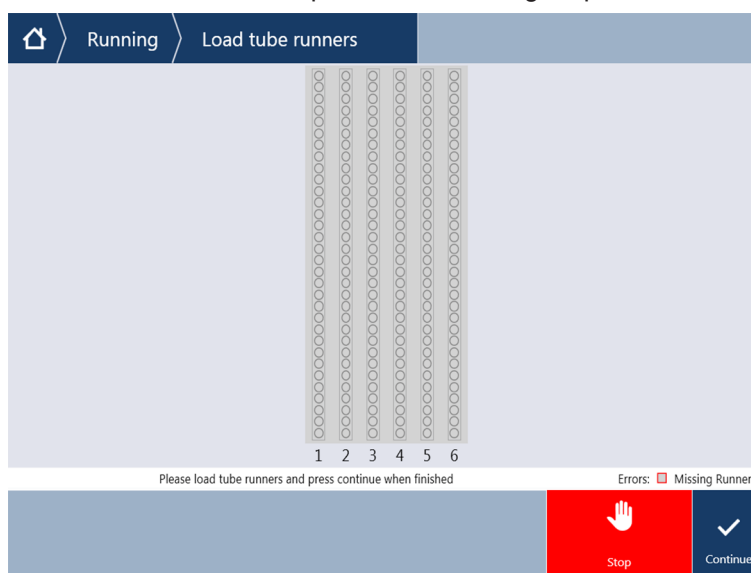 Running Load tube runners
1 2 3 4 5 6
Please load tube runners and press continue when finished
Errors: Missing Runner
Stop
Continue